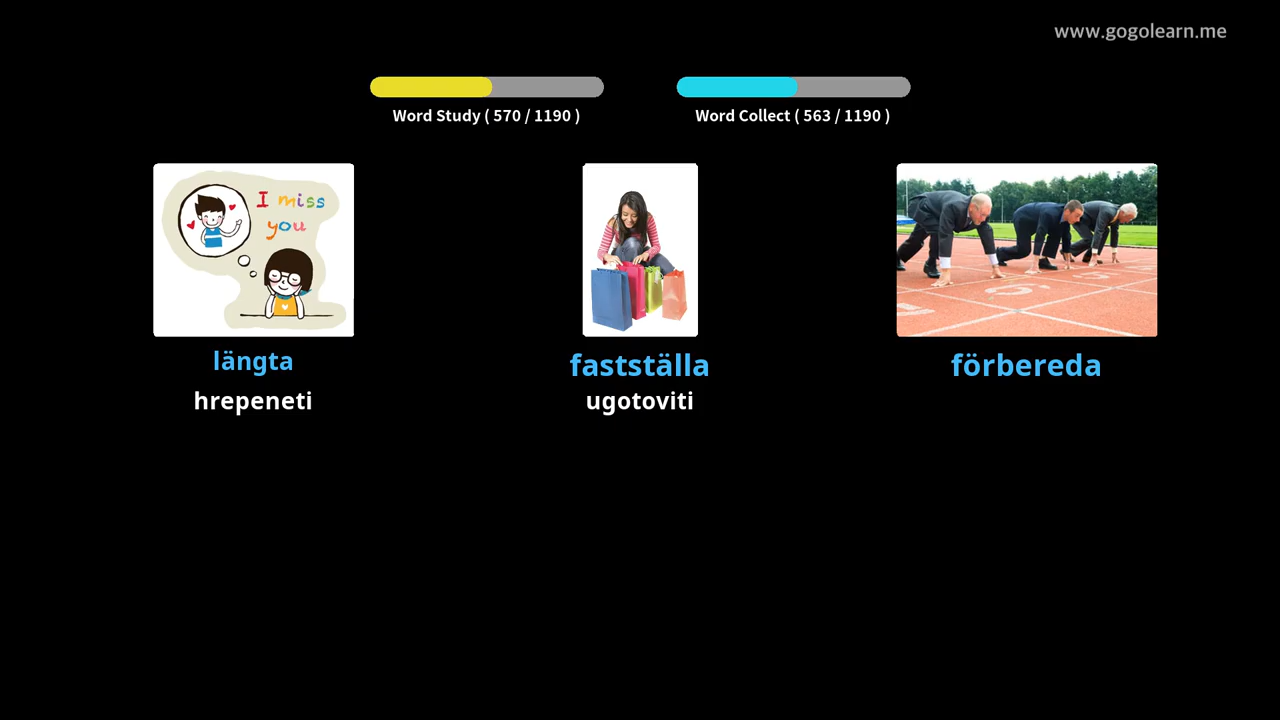 www.gogolearn.me
Word Study ( 570 / 1190 )
Word Collect ( 563 / 1190 )
I miss
you
längta
hrepeneti
fastställa
ugotoviti
förbereda